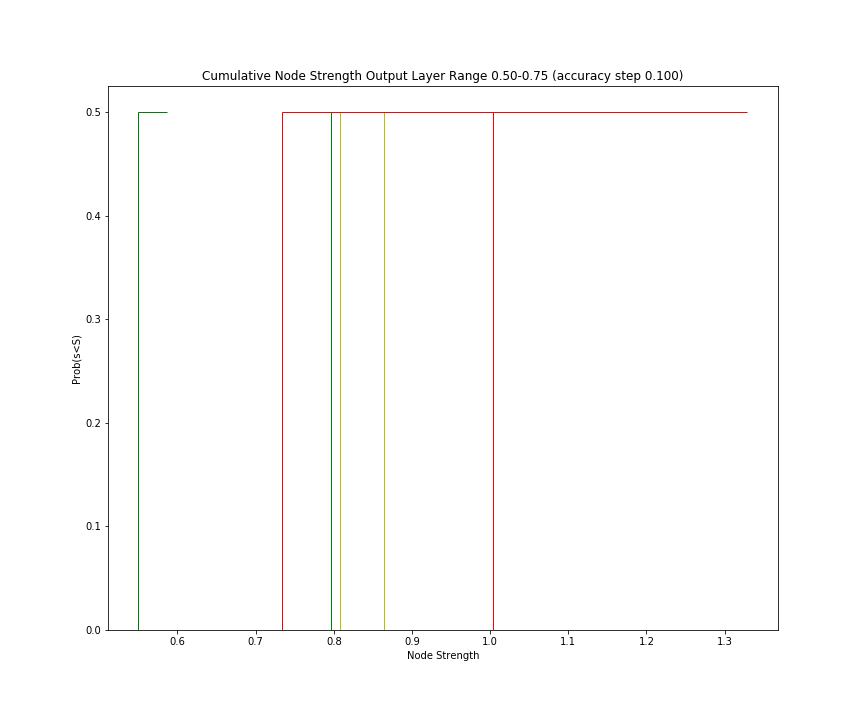 Cumulative Node Strength Output Layer Range 0.50-0.75 (accuracy step 0.100)
0.5
0.4
0.3
0.2
0.1
0.0
Prob(s<S)
0.6 0.7 0.8 0.9 1.0 1.1 1.2 1.3
Node Strength